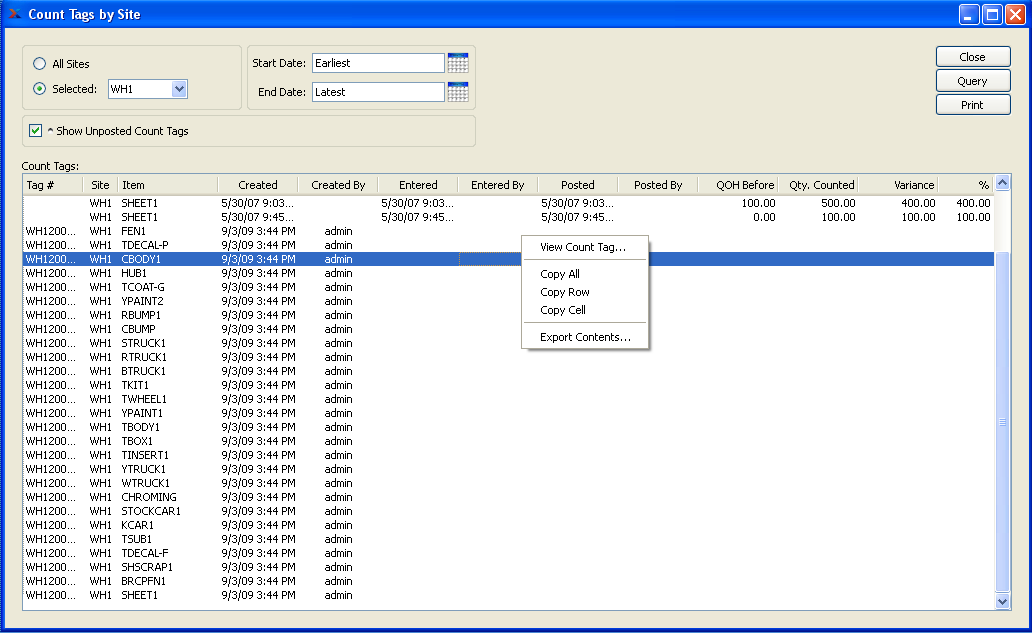 Count Tags by Site
All Sites
Selected: WH1
Start Date: Earliest
End Date: Latest
Close
Query
Print
^ Show Unposted Count Tags
Count Tags:
Tag # Site Item Created Created By Entered Entered By Posted Posted By QOH Before Qty. Counted Variance %
WH1 SHEET1 5/30/07 9:03... 5/30/07 9:03... 5/30/07 9:03... 100.00 500.00 400.00 400.00
WH1 SHEET1 5/30/07 9:45... 5/30/07 9:45... 5/30/07 9:45... 0.00 100.00 100.00 100.00
WH1200... WH1 FEN1 9/3/09 3:44 PM admin
WH1200... WH1 TDECAL-P 9/3/09 3:44 PM admin
WH1200... WH1 CBODY1 9/3/09 3:44 PM admin
WH1200... WH1 HUB1 9/3/09 3:44 PM admin
WH1200... WH1 TCOAT-G 9/3/09 3:44 PM admin
WH1200... WH1 YPAINT2 9/3/09 3:44 PM admin
WH1200... WH1 RBUMP1 9/3/09 3:44 PM admin
WH1200... WH1 CBUMP 9/3/09 3:44 PM admin
WH1200... WH1 STRUCK1 9/3/09 3:44 PM admin
WH1200... WH1 RTRUCK1 9/3/09 3:44 PM admin
WH1200... WH1 BTRUCK1 9/3/09 3:44 PM admin
WH1200... WH1 TKIT1 9/3/09 3:44 PM admin
WH1200... WH1 TWHEEL1 9/3/09 3:44 PM admin
WH1200... WH1 YPAINT1 9/3/09 3:44 PM admin
WH1200... WH1 TBODY1 9/3/09 3:44 PM admin
WH1200... WH1 TBOX1 9/3/09 3:44 PM admin
WH1200... WH1 TINSERT1 9/3/09 3:44 PM admin
WH1200... WH1 YTRUCK1 9/3/09 3:44 PM admin
WH1200... WH1 WTRUCK1 9/3/09 3:44 PM admin
WH1200... WH1 CHROMING 9/3/09 3:44 PM admin
WH1200... WH1 STOCKCAR1 9/3/09 3:44 PM admin
WH1200... WH1 KCAR1 9/3/09 3:44 PM admin
WH1200... WH1 TSUB1 9/3/09 3:44 PM admin
WH1200... WH1 TDECAL-F 9/3/09 3:44 PM admin
WH1200... WH1 SHSCRAP1 9/3/09 3:44 PM admin
WH1200... WH1 BRCPFN1 9/3/09 3:44 PM admin
WH1200... WH1 SHEET1 9/3/09 3:44 PM admin
View Count Tag...
Copy All
Copy Row
Copy Cell
Export Contents...